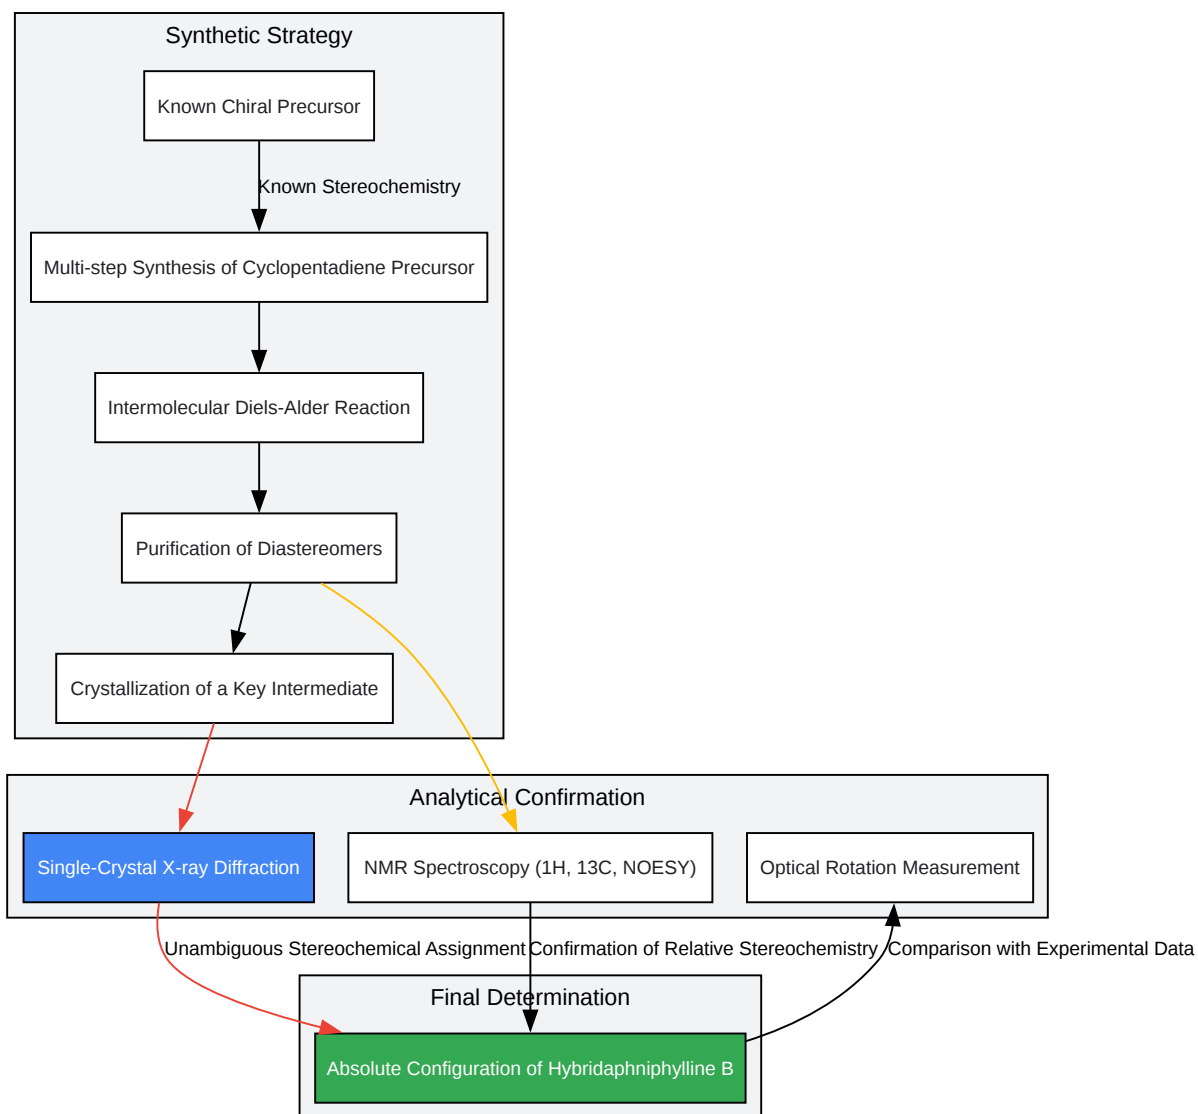 Synthetic Strategy
Known Chiral Precursor
Known Stereochemistry
Multi-step Synthesis of Cyclopentadiene Precursor
Intermolecular Diels-Alder Reaction
Purification of Diastereomers
Crystallization of a Key Intermediate
Analytical Confirmation
Single-Crystal X-ray Diffraction
NMR Spectroscopy (1H, 13C, NOESY)
Optical Rotation Measurement
Unambiguous Stereochemical Assignment
Confirmation of Relative Stereochemistry
Comparison with Experimental Data
Final Determination
Absolute Configuration of Hybridaphniphylline B